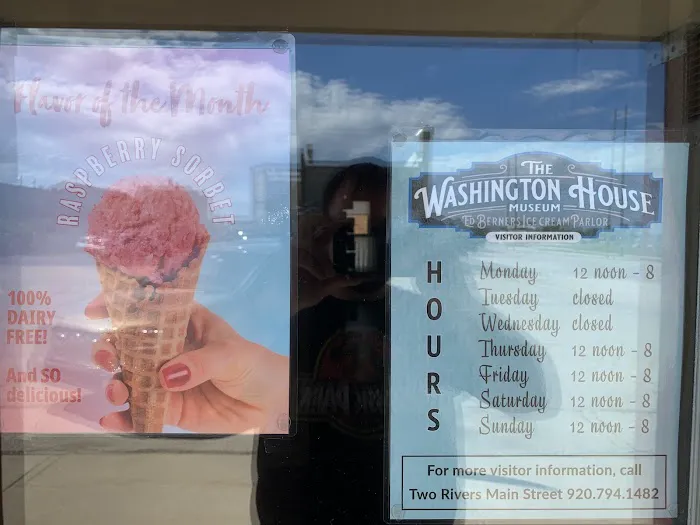 Flavor of the Month
RASPBERRY SORBET
100%
DAIRY
FREE!
And SO
delicious!
THE
WASHINGTON HOUSE
MUSEUM
ED BERNERS ICE CREAM PARLOR
VISITOR INFORMATION
HOURS
Monday 12 noon - 8
Tuesday closed
Wednesday closed
Thursday 12 noon - 8
Friday 12 noon - 8
Saturday 12 noon - 8
Sunday 12 noon - 8
For more visitor information, call
Two Rivers Main Street 920.794.1482